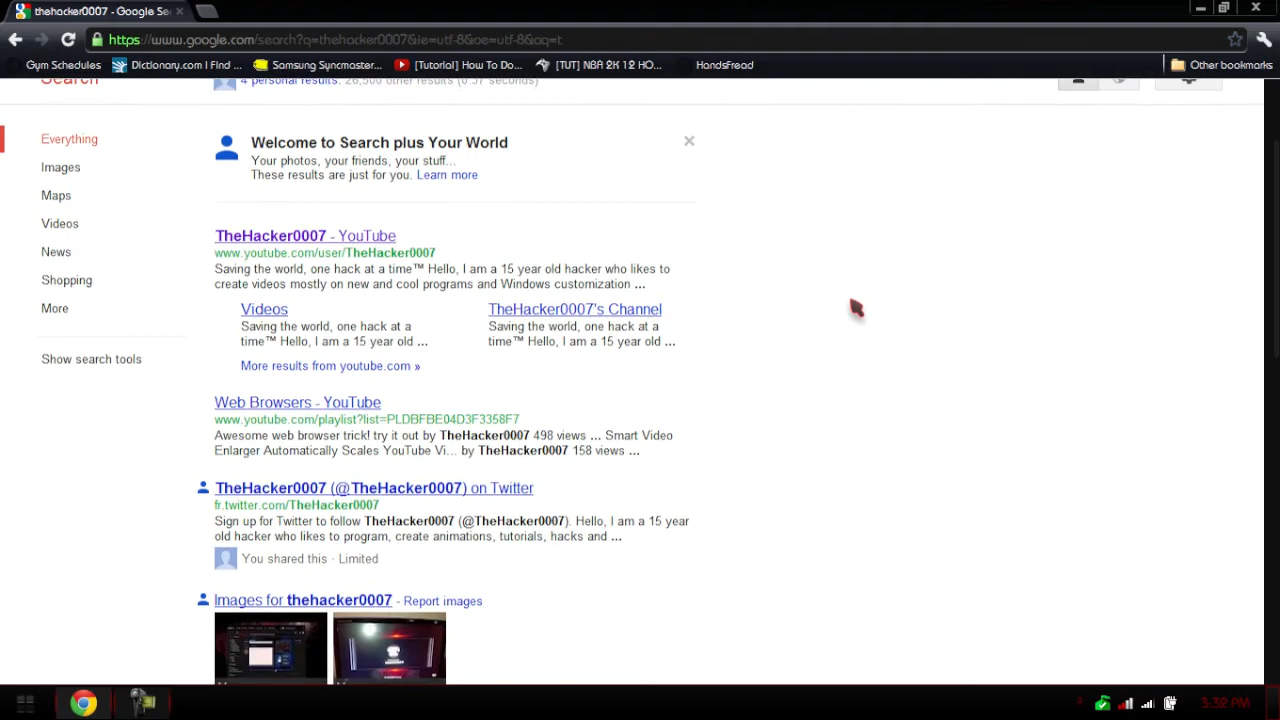 thehacker0007 - Google Se
https://www.google.com/search?q=thehacker0007&ie=utf-8&oe=utf-8&aq=t
Gym Schedules
Dictionary.com | Find ...
Samsung Syncmaster...
[Tutorial] How To Do...
[TUT] NBA 2K 12 HO...
HandsFread
Other bookmarks
Search
4 personal results. 26,500 other results (0.37 seconds)
Everything
Images
Maps
Videos
News
Shopping
More
Show search tools
Welcome to Search plus Your World
Your photos, your friends, your stuff...
These results are just for you. Learn more
TheHacker0007 - YouTube
www.youtube.com/user/TheHacker0007
Saving the world, one hack at a time™ Hello, I am a 15 year old hacker who likes to
create videos mostly on new and cool programs and Windows customization ...
Videos
Saving the world, one hack at a
time™ Hello, I am a 15 year old ...
TheHacker0007's Channel
Saving the world, one hack at a
time™ Hello, I am a 15 year old ...
More results from youtube.com »
Web Browsers - YouTube
www.youtube.com/playlist?list=PLDBFBE04D3F3358F7
Awesome web browser trick! try it out by TheHacker0007 498 views ... Smart Video
Enlarger Automatically Scales YouTube Vi... by TheHacker0007 158 views ...
TheHacker0007 (@TheHacker0007) on Twitter
fr.twitter.com/TheHacker0007
Sign up for Twitter to follow TheHacker0007 (@TheHacker0007). Hello, I am a 15 year
old hacker who likes to program, create animations, tutorials, hacks and ...
You shared this · Limited
Images for thehacker0007 - Report images
3:32 PM